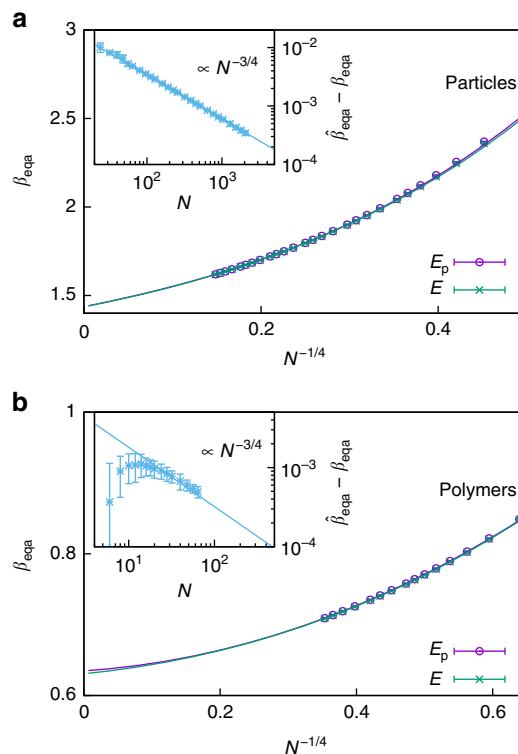 a
3
2.5
2
1.5
β_eqa
0
0.2
0.4
N^{−1/4}
Particles
E_p
E
∝ N^{−3/4}
10^{−2}
10^{−3}
10^{−4}
β̂_eqa − β_eqa
10^2
10^3
N
b
1
0.8
0.6
β_eqa
0
0.2
0.4
0.6
N^{−1/4}
Polymers
E_p
E
∝ N^{−3/4}
10^{−3}
10^{−4}
β̂_eqa − β_eqa
10^1
10^2
N